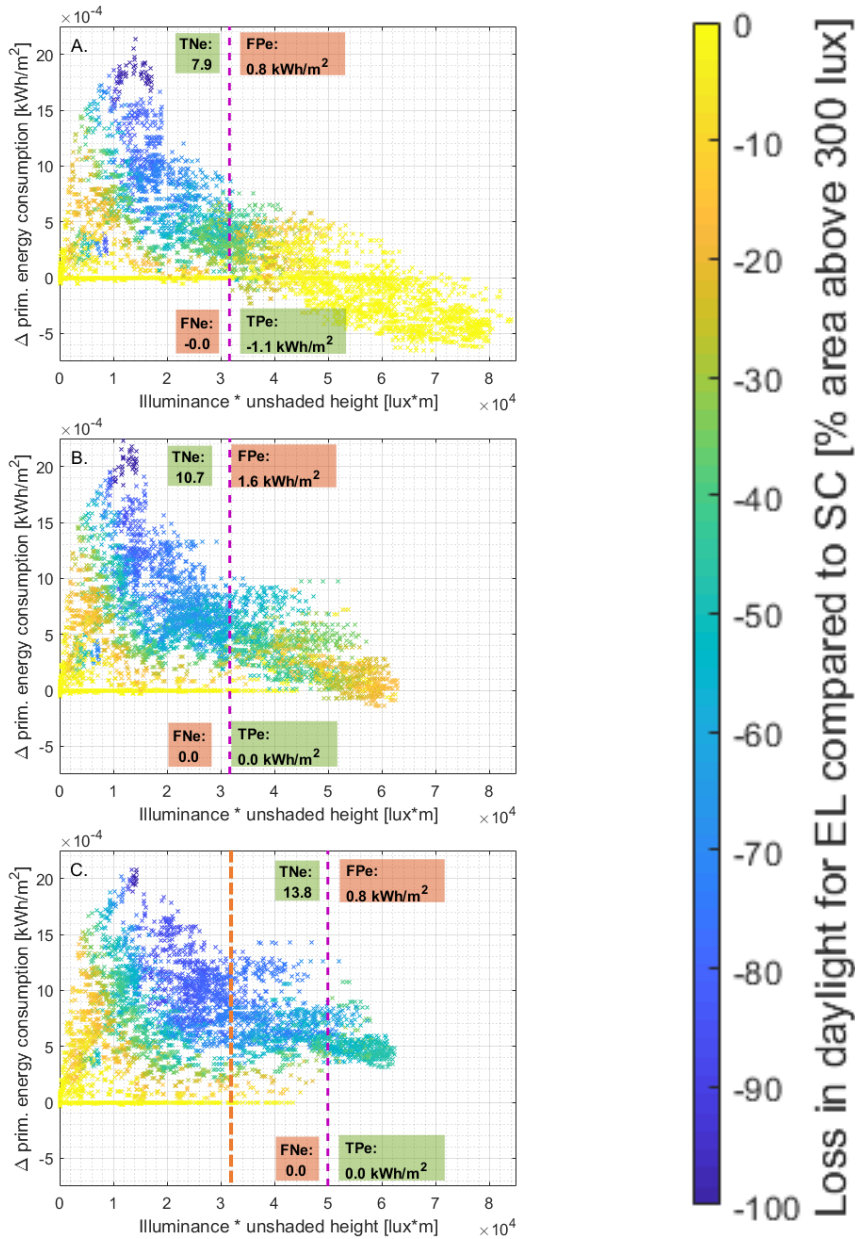 ×10⁻⁴
A.
TNe:
7.9
FPe:
0.8 kWh/m²
20
15
10
5
0
-5
Δ prim. energy consumption [kWh/m²]
FNe:
-0.0
TPe:
-1.1 kWh/m²
0 1 2 3 4 5 6 7 8
Illuminance * unshaded height [lux*m]
×10⁴
×10⁻⁴
B.
TNe:
10.7
FPe:
1.6 kWh/m²
20
15
10
5
0
-5
Δ prim. energy consumption [kWh/m²]
FNe:
0.0
TPe:
0.0 kWh/m²
0 1 2 3 4 5 6 7 8
Illuminance * unshaded height [lux*m]
×10⁴
×10⁻⁴
C.
TNe:
13.8
FPe:
0.8 kWh/m²
20
15
10
5
0
-5
Δ prim. energy consumption [kWh/m²]
FNe:
0.0
TPe:
0.0 kWh/m²
0 1 2 3 4 5 6 7 8
Illuminance * unshaded height [lux*m]
×10⁴
0
-10
-20
-30
-40
-50
-60
-70
-80
-90
-100
Loss in daylight for EL compared to SC [% area above 300 lux]